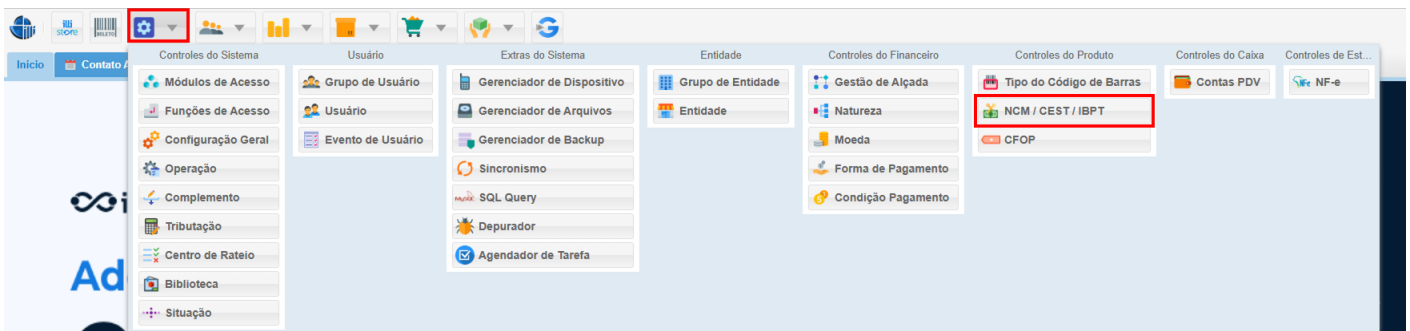 iti
store
BOLETO
Início
Contato A
Controles do Sistema
Módulos de Acesso
Funções de Acesso
Configuração Geral
Operação
Complemento
Tributação
Centro de Rateio
Biblioteca
Situação
Usuário
Grupo de Usuário
Usuário
Evento de Usuário
Extras do Sistema
Gerenciador de Dispositivo
Gerenciador de Arquivos
Gerenciador de Backup
Sincronismo
MySQL SQL Query
Depurador
Agendador de Tarefa
Entidade
Grupo de Entidade
Entidade
Controles do Financeiro
Gestão de Alçada
Natureza
Moeda
Forma de Pagamento
Condição Pagamento
Controles do Produto
Tipo do Código de Barras
NCM / CEST / IBPT
CFOP
Controles do Caixa
Contas PDV
Controles de Est...
NF-e
Ad